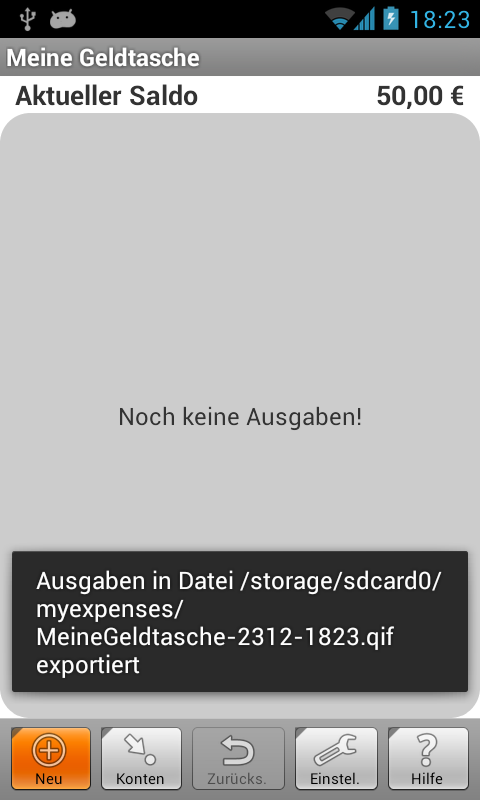 18:23
Meine Geldtasche
Aktueller Saldo 50,00 €
Noch keine Ausgaben!
Ausgaben in Datei /storage/sdcard0/
myexpenses/
MeineGeldtasche-2312-1823.qif
exportiert
Neu Konten Zurücks. Einstel. Hilfe